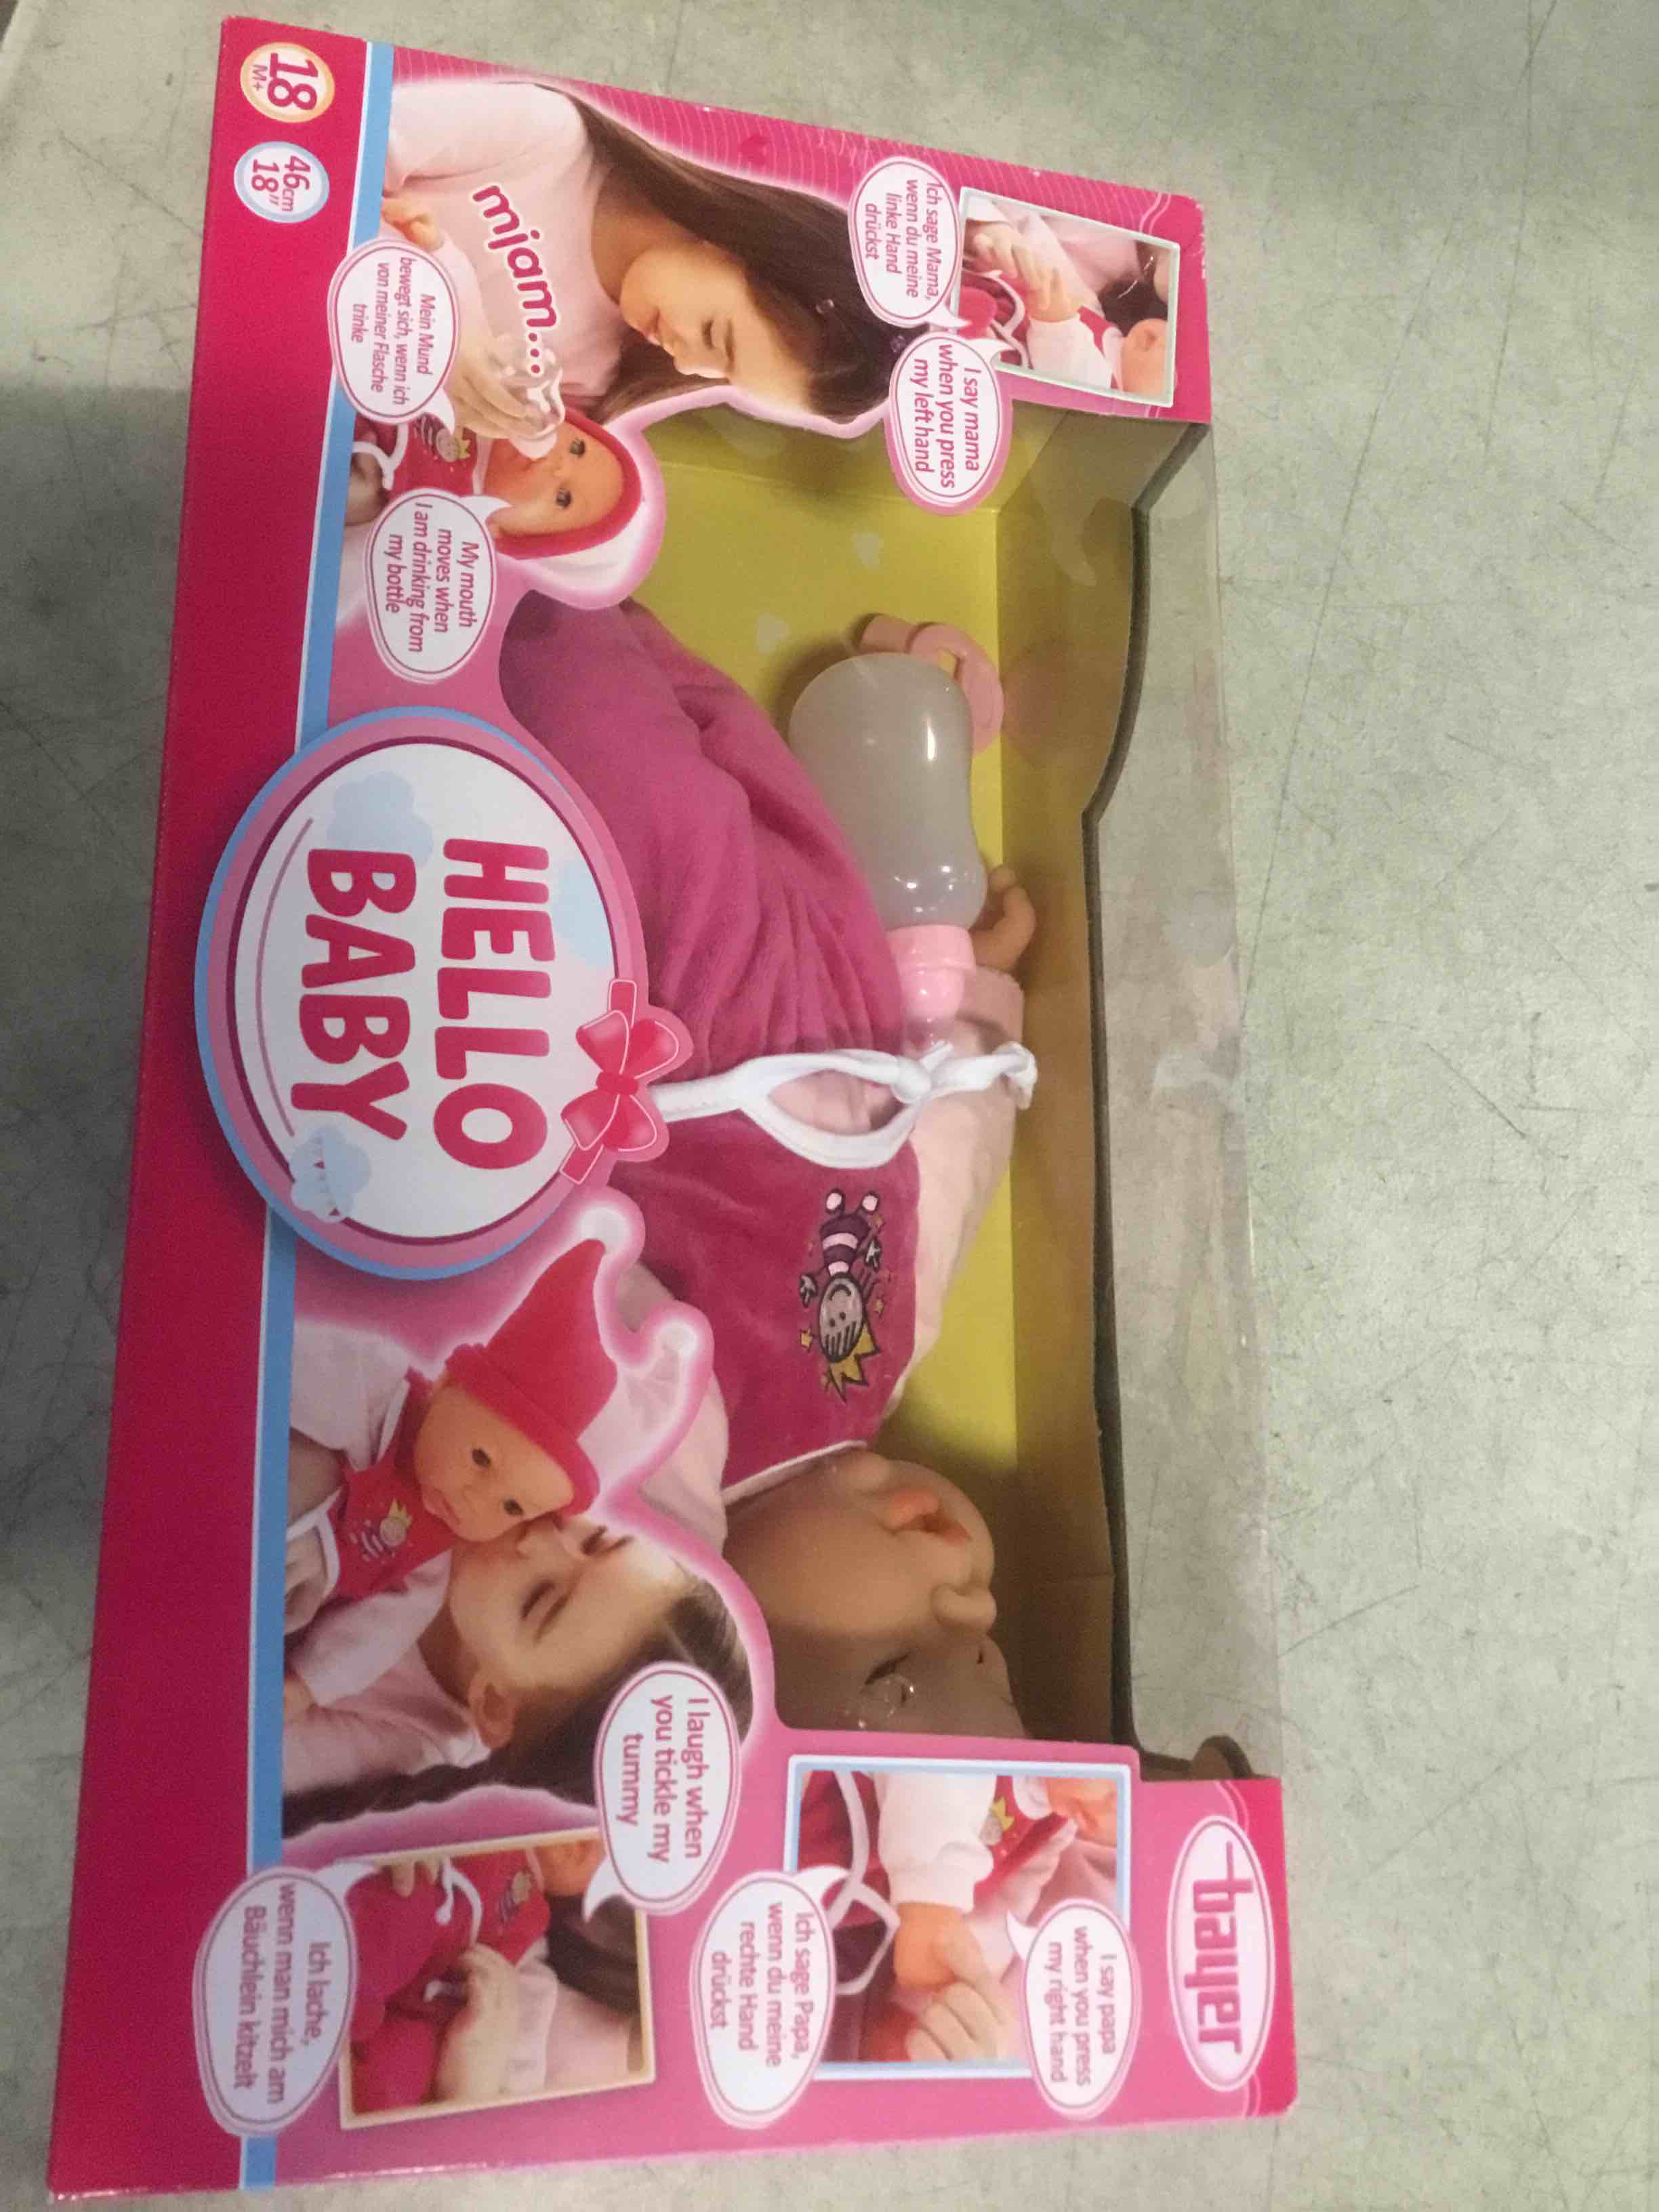 bayer
Ich sage Mama,
wenn du meine
linke Hand
drückst
I say mama
when you press
my left hand
mjam...
Mein Mund
bewegt sich, wenn ich
von meiner Flasche
trinke
My mouth
moves when
I am drinking from
my bottle
HELLO
BABY
I say papa
when you press
my right hand
Ich sage Papa,
wenn du meine
rechte Hand
drückst
I laugh when
you tickle my
tummy
Ich lache,
wenn man mich am
Bäuchlein kitzelt
18
M+
46cm
18"